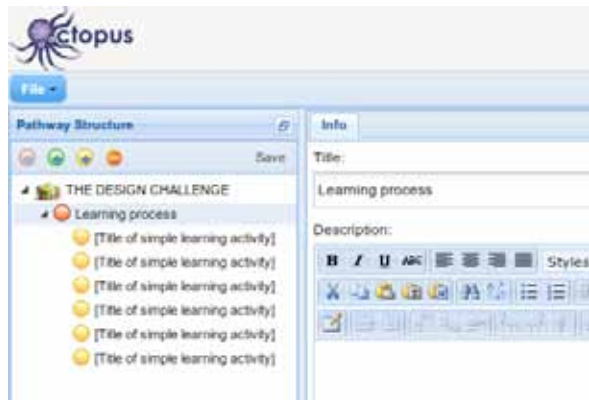 ctopus
File
Pathway Structure
Info
Save
Title:
THE DESIGN CHALLENGE
Learning process
Learning process
Description:
[Title of simple learning activity]
[Title of simple learning activity]
[Title of simple learning activity]
[Title of simple learning activity]
[Title of simple learning activity]
[Title of simple learning activity]
B I U ABC
Styles